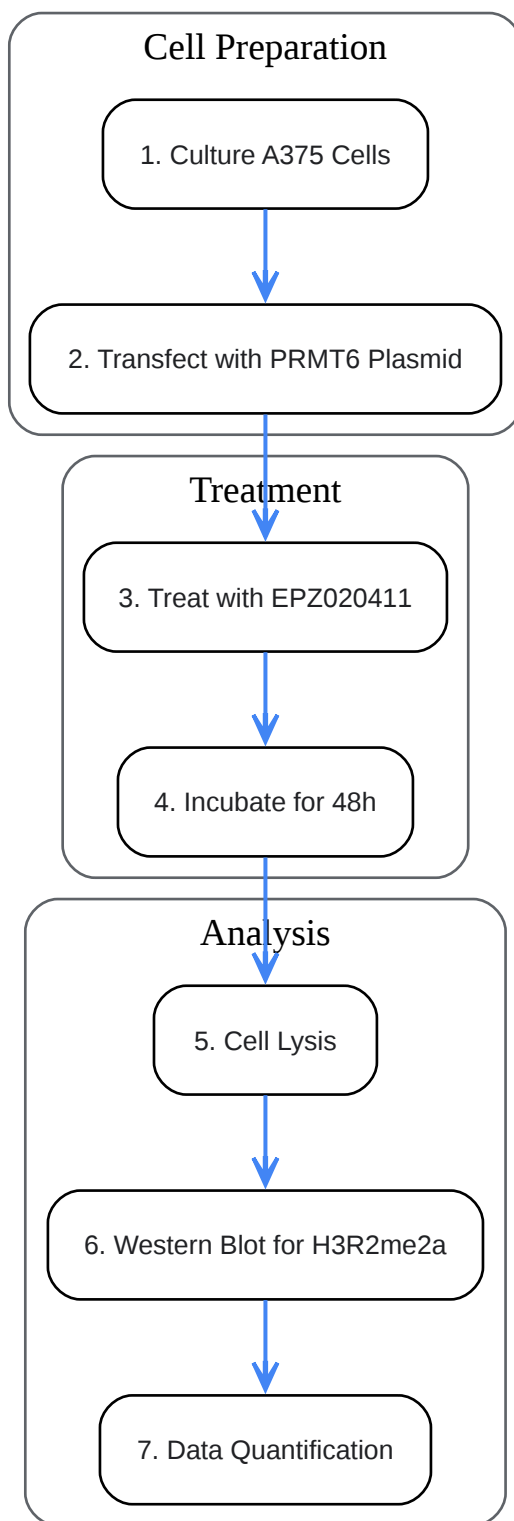 Cell Preparation
1. Culture A375 Cells
2. Transfect with PRMT6 Plasmid
Treatment
3. Treat with EPZ020411
4. Incubate for 48h
Analysis
5. Cell Lysis
6. Western Blot for H3R2me2a
7. Data Quantification